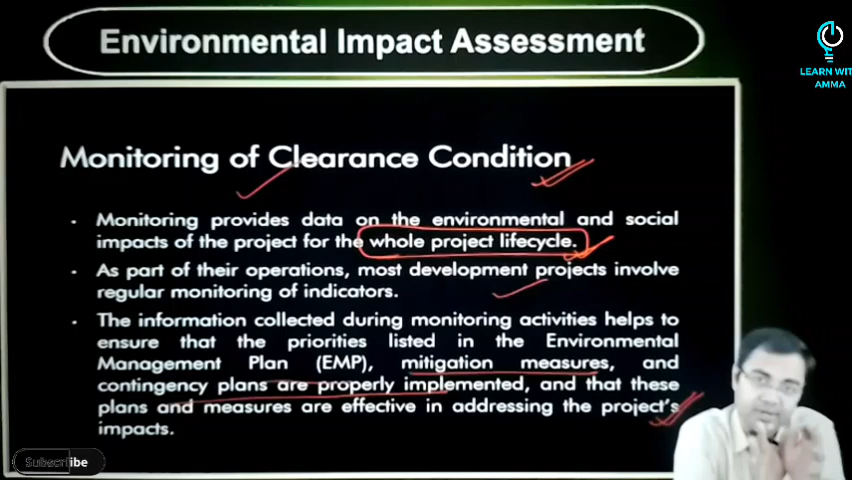 Environmental Impact Assessment
LEARN WIT
AMMA
Monitoring of Clearance Condition
• Monitoring provides data on the environmental and social
impacts of the project for the whole project lifecycle.
• As part of their operations, most development projects involve
regular monitoring of indicators.
• The information collected during monitoring activities helps to
ensure that the priorities listed in the Environmental
Management Plan (EMP), mitigation measures, and
contingency plans are properly implemented, and that these
plans and measures are effective in addressing the project's
impacts.
Subscribe